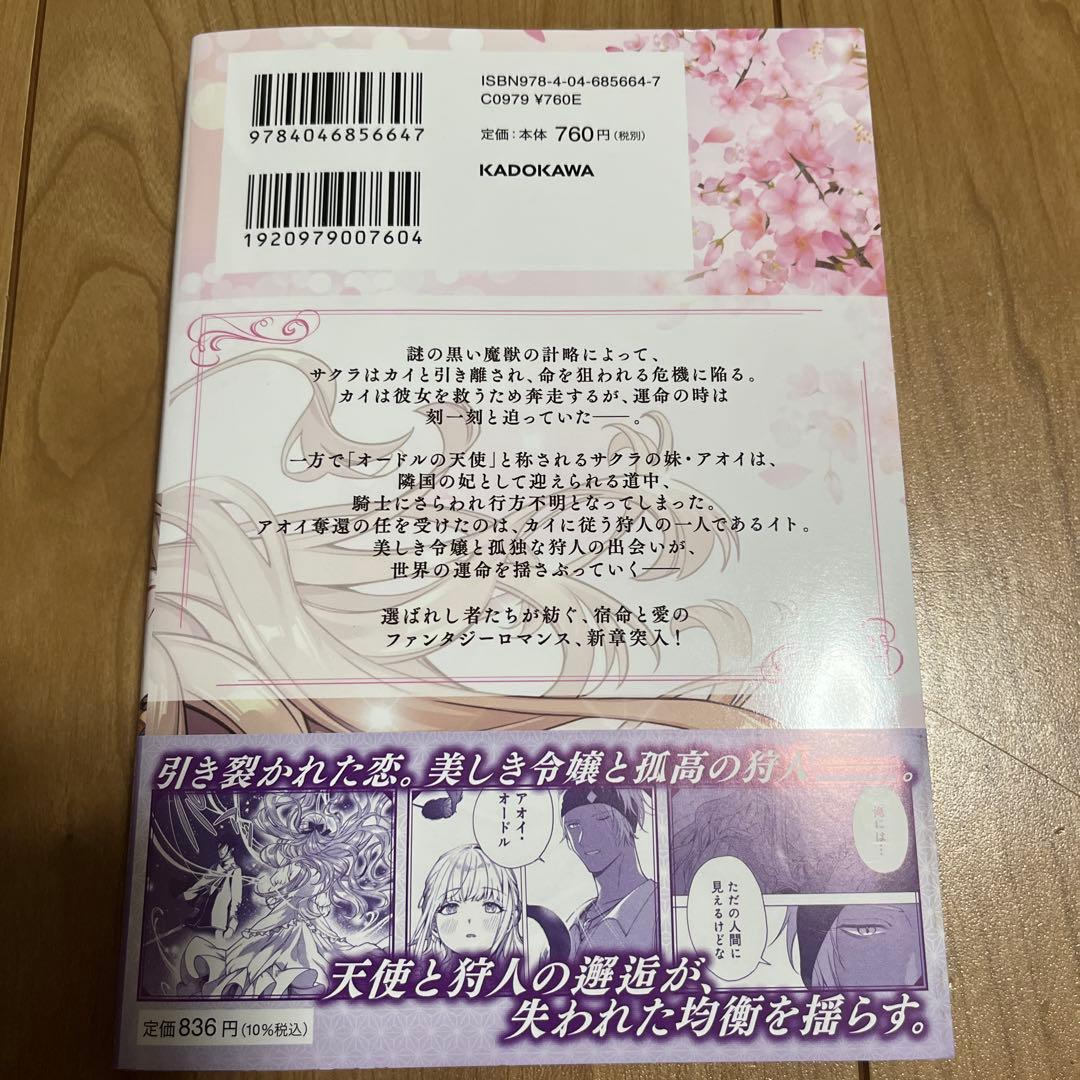 ISBN978-4-04-685664-7
C0979 ¥760E
9784046856647
定価:本体 760円(税別)
KADOKAWA
1920979007604
謎の黒い魔獣の計略によって、
サクラはカイと引き離され、命を狙われる危機に陥る。
カイは彼女を救うため奔走するが、運命の時は
刻一刻と迫っていた――。
一方で「オードルの天使」と称されるサクラの妹・アオイは、
隣国の妃として迎えられる道中、
騎士にさらわれ行方不明となってしまった。
アオイ奪還の任を受けたのは、カイに従う狩人の一人であるイト。
美しき令嬢と孤独な狩人の出会いが、
世界の運命を揺さぶっていく――
選ばれし者たちが紡ぐ、宿命と愛の
ファンタジーロマンス、新章突入!
引き裂かれた恋。美しき令嬢と孤高の狩人――。
アオイ・
オードル
俺には…
ただの人間に
見えるけどな
天使と狩人の邂逅が、
失われた均衡を揺らす。
定価836円(10%税込)